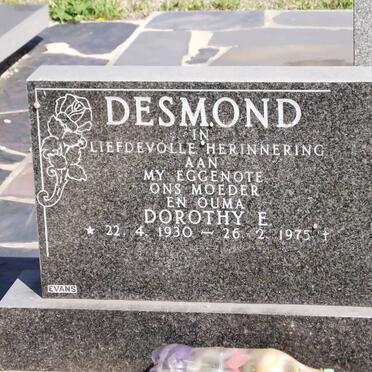 DESMOND
IN
LIEFDEVOLLE HERINNERING
AAN
MY EGGENOTE
ONS MOEDER
EN OUMA
DOROTHY E.
★ 22. 4. 1930 — 26. 2. 1975 †
EVANS